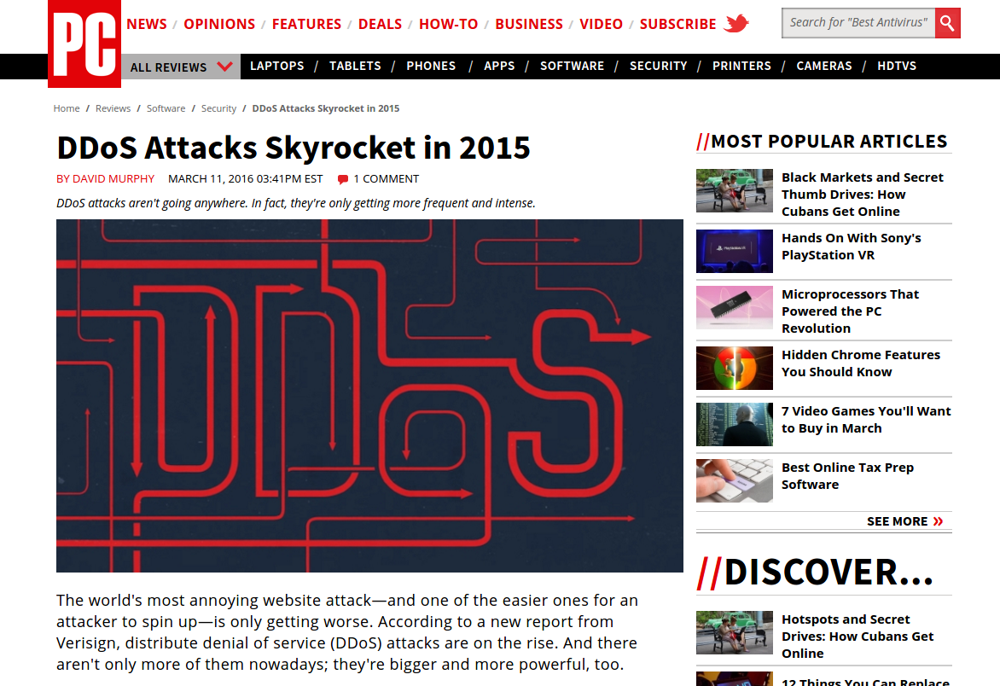 PC
NEWS / OPINIONS / FEATURES / DEALS / HOW-TO / BUSINESS / VIDEO / SUBSCRIBE
Search for "Best Antivirus"
ALL REVIEWS
LAPTOPS / TABLETS / PHONES / APPS / SOFTWARE / SECURITY / PRINTERS / CAMERAS / HDTVS
Home / Reviews / Software / Security / DDoS Attacks Skyrocket in 2015
DDoS Attacks Skyrocket in 2015
BY DAVID MURPHY MARCH 11, 2016 03:41PM EST 1 COMMENT
DDoS attacks aren't going anywhere. In fact, they're only getting more frequent and intense.
DDoS
The world's most annoying website attack—and one of the easier ones for an
attacker to spin up—is only getting worse. According to a new report from
Verisign, distribute denial of service (DDoS) attacks are on the rise. And there
aren't only more of them nowadays; they're bigger and more powerful, too.
//MOST POPULAR ARTICLES
Black Markets and Secret
Thumb Drives: How
Cubans Get Online
Hands On With Sony's
PlayStation VR
Microprocessors That
Powered the PC
Revolution
Hidden Chrome Features
You Should Know
7 Video Games You'll Want
to Buy in March
Best Online Tax Prep
Software
SEE MORE »
//DISCOVER...
Hotspots and Secret
Drives: How Cubans Get
Online
12 Things You Can Replace